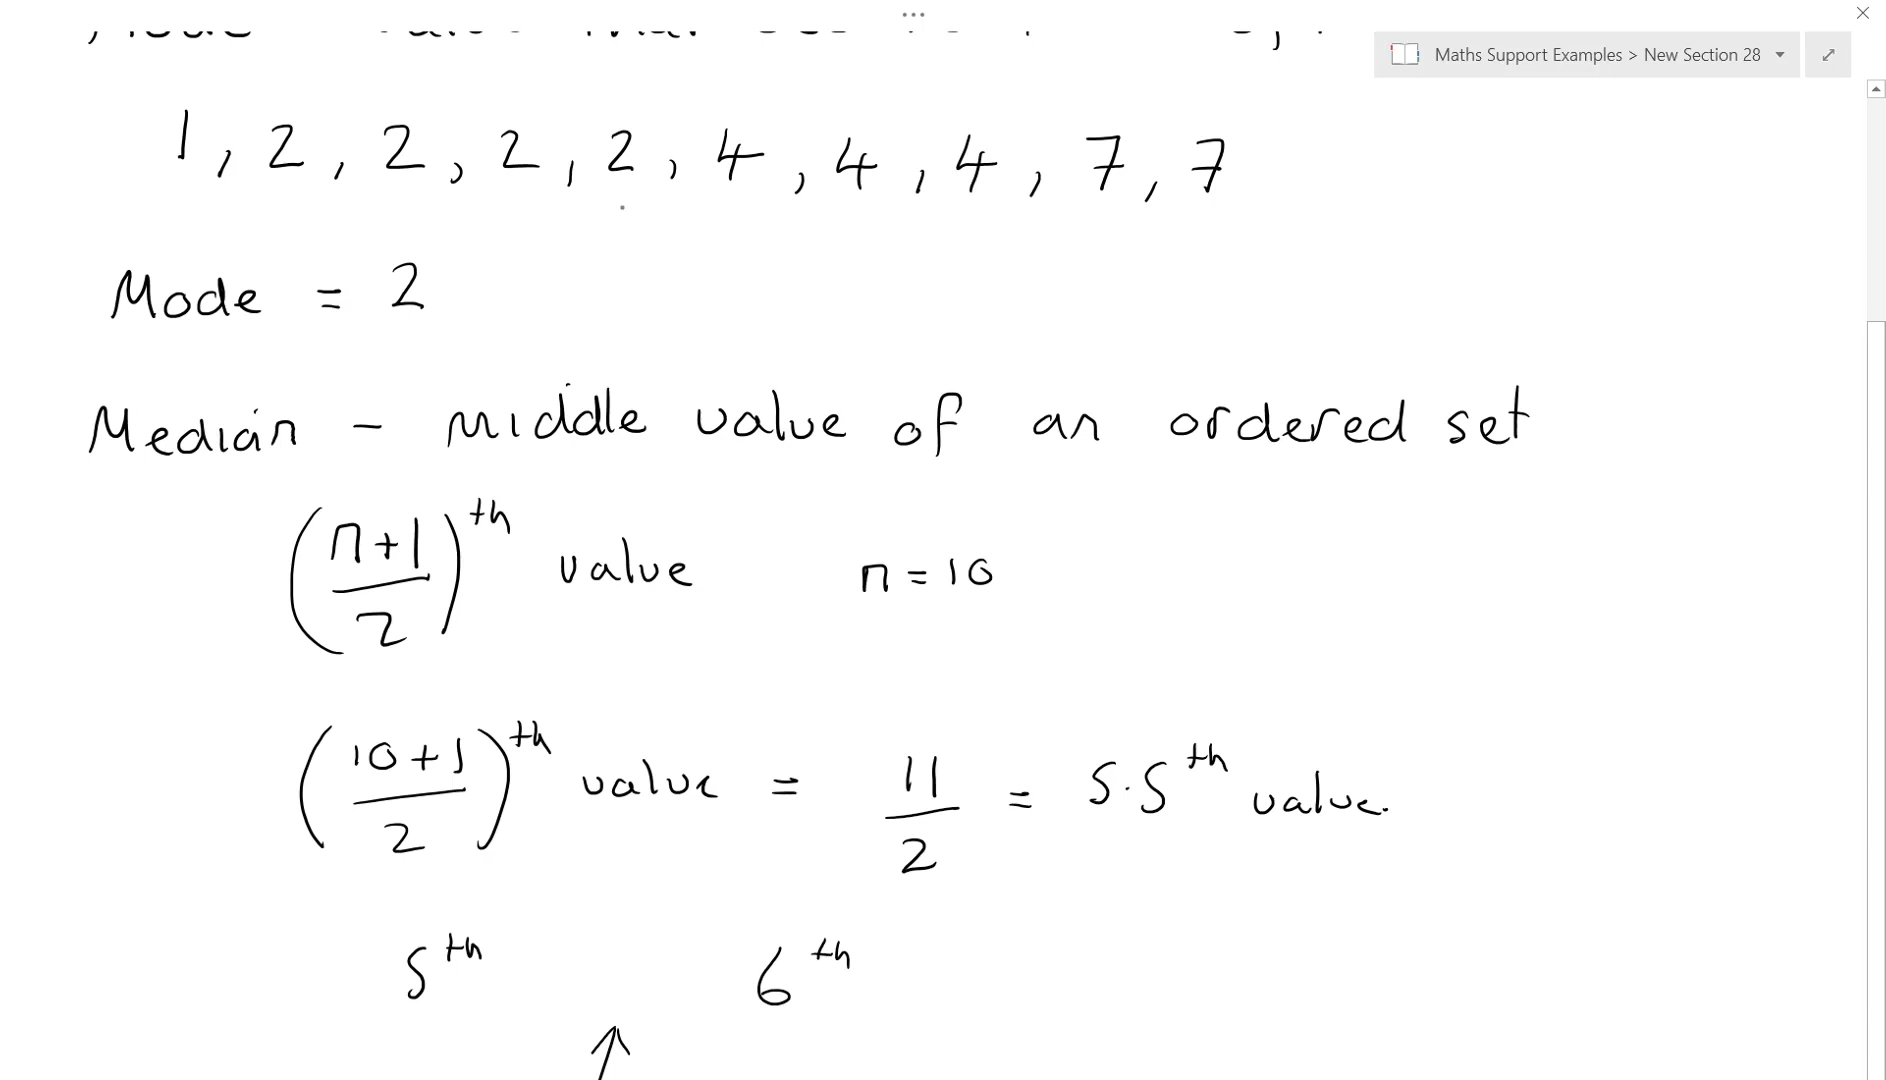 Maths Support Examples > New Section 28
1, 2, 2, 2, 2, 4, 4, 4, 7, 7
Mode = 2
Median - middle value of an ordered set
(n+1/2)th value n = 10
(10+1/2)th value = 11/2 = 5.5th value.
5th 6th